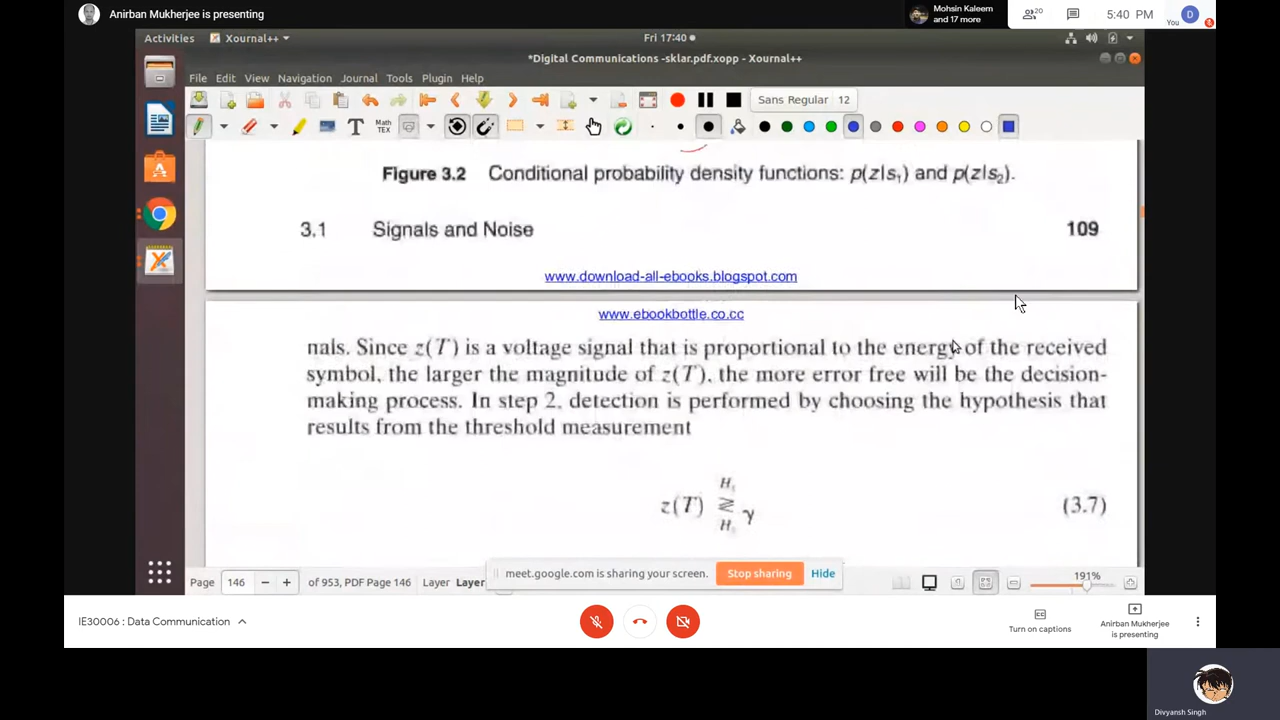 Anirban Mukherjee is presenting
Mohsin Kaleem
and 17 more
20
5:40 PM
D
You
Activities
Xournal++
Fri 17:40
*Digital Communications -sklar.pdf.xopp - Xournal++
File Edit View Navigation Journal Tools Plugin Help
Sans Regular 12
T
Math
TEX
Figure 3.2 Conditional probability density functions: p(z|s₁) and p(z|s₂).
3.1 Signals and Noise 109
www.download-all-ebooks.blogspot.com
www.ebookbottle.co.cc
nals. Since z(T) is a voltage signal that is proportional to the energy of the received
symbol, the larger the magnitude of z(T), the more error free will be the decision-
making process. In step 2, detection is performed by choosing the hypothesis that
results from the threshold measurement
H₁
z(T) ≷ γ (3.7)
H
Page 146 of 953, PDF Page 146 Layer Layer
meet.google.com is sharing your screen. Stop sharing Hide
191%
IE30006 : Data Communication
Turn on captions
Anirban Mukherjee
is presenting
Divyansh Singh